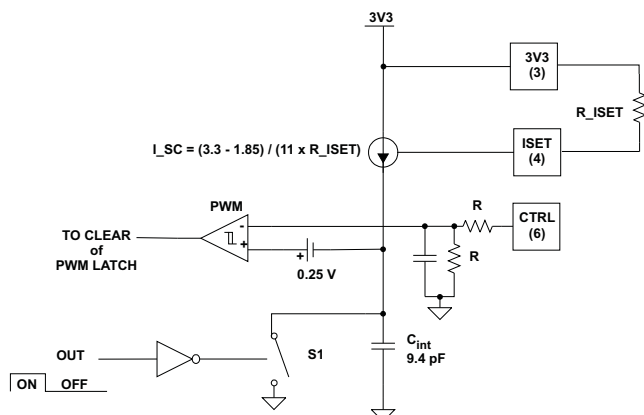 3V3
3V3
(3)
R_ISET
I_SC = (3.3 - 1.85) / (11 x R_ISET)
ISET
(4)
PWM
R
CTRL
(6)
-
+
+
TO CLEAR
of
PWM LATCH
0.25 V
R
OUT
S1
C_int
9.4 pF
ON OFF